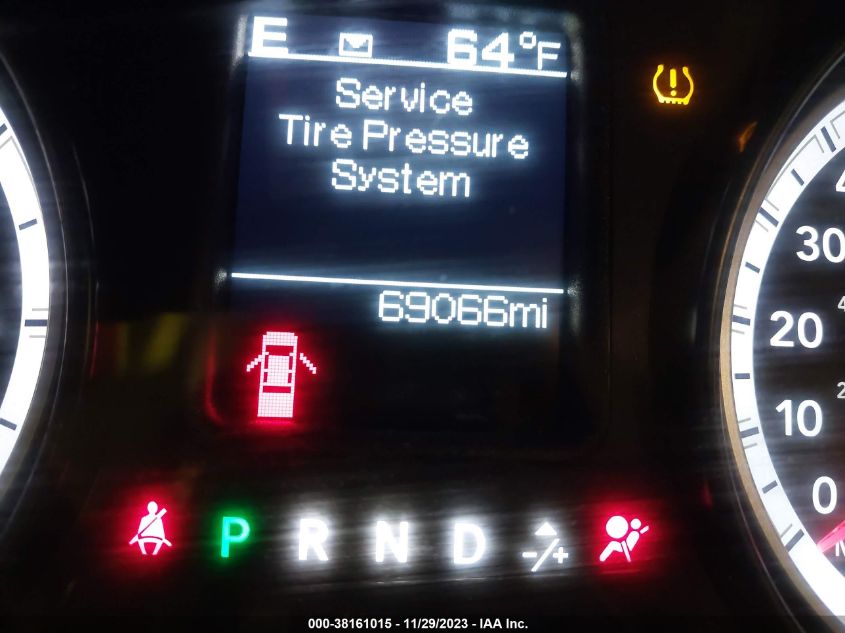 E 64°F
Service
Tire Pressure
System
69066mi
30
20
10
0
P R N D -/+
000-38161015 - 11/29/2023 - IAA Inc.